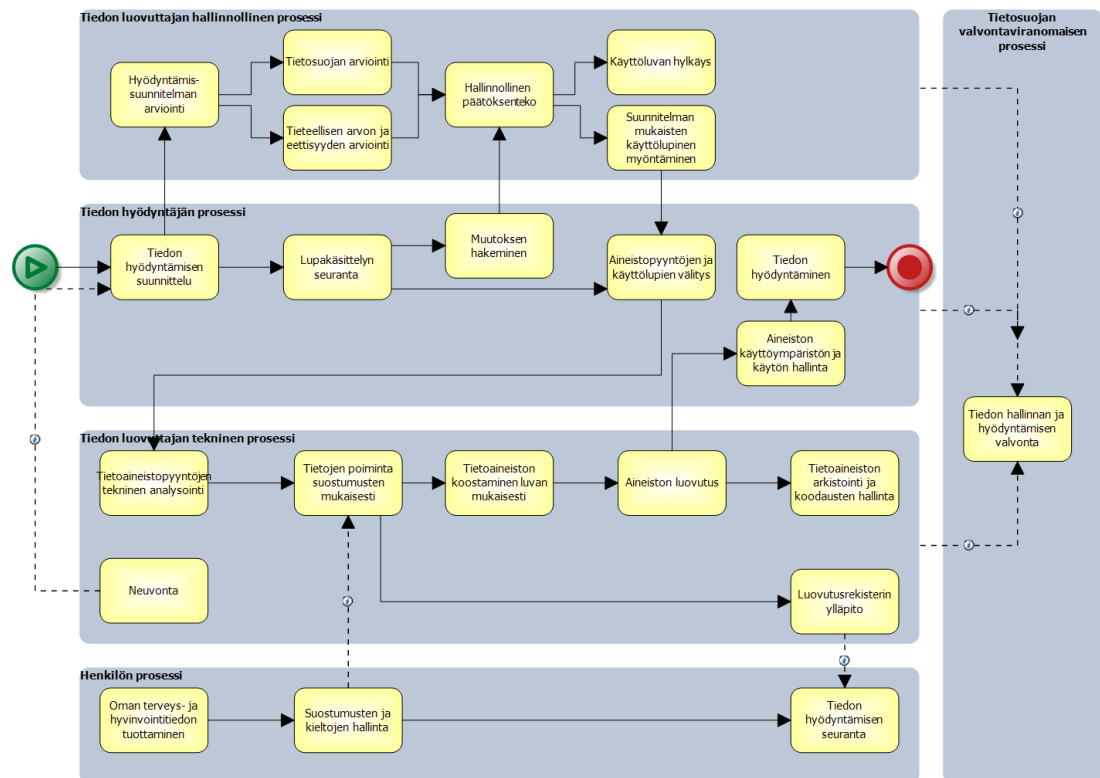 Tiedon luovuttajan hallinnollinen prosessi
Hyödyntämis-
suunnitelman
arviointi
Tietosuojan arviointi
Tieteellisen arvon ja
eettisyyden arviointi
Hallinnollinen
päätöksenteko
Käyttöluvan hylkäys
Suunnitelman
mukaisten
käyttölupinen
myöntäminen
Tiedon hyödyntäjän prosessi
Tiedon
hyödyntämisen
suunnittelu
Lupakäsittelyn
seuranta
Muutoksen
hakeminen
Aineistopyyntöjen ja
käyttölupien välitys
Tiedon
hyödyntäminen
Aineiston
käyttöympäristön ja
käytön hallinta
Tiedon luovuttajan tekninen prosessi
Tietoaineistopyyntöjen
tekninen analysointi
Tietojen poiminta
suostumusten
mukaisesti
Tietoaineiston
koostaminen luvan
mukaisesti
Aineiston luovutus
Tietoaineiston
arkistointi ja
koodausten hallinta
Neuvonta
Luovutusrekisterin
ylläpito
Henkilön prosessi
Oman terveys- ja
hyvinvointitiedon
tuottaminen
Suostumusten ja
kieltojen hallinta
Tiedon
hyödyntämisen
seuranta
Tietosuojan
valvontaviranomaisen
prosessi
Tiedon hallinnan ja
hyödyntämisen
valvonta